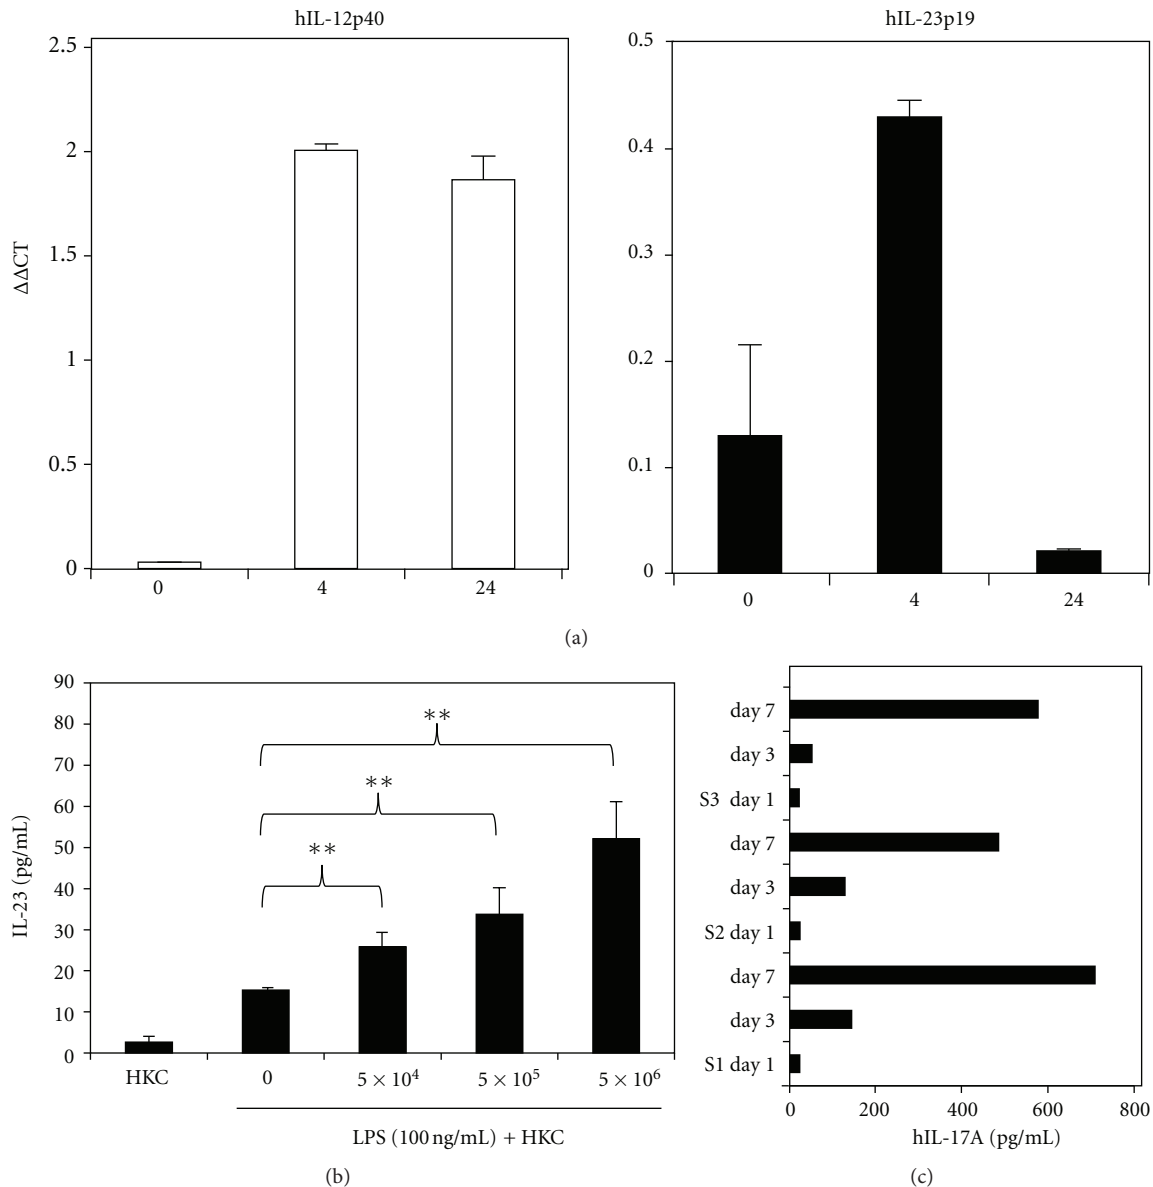 hIL-12p40
hIL-23p19
2.5
2
1.5
1
0.5
0
ΔΔCT
0 4 24
0.5
0.4
0.3
0.2
0.1
0
0 4 24
(a)
90
80
70
60
50
40
30
20
10
0
IL-23 (pg/mL)
**
**
**
HKC 0 5 × 10⁴ 5 × 10⁵ 5 × 10⁶
LPS (100 ng/mL) + HKC
(b)
day 7
day 3
S3 day 1
day 7
day 3
S2 day 1
day 7
day 3
S1 day 1
0 200 400 600 800
hIL-17A (pg/mL)
(c)